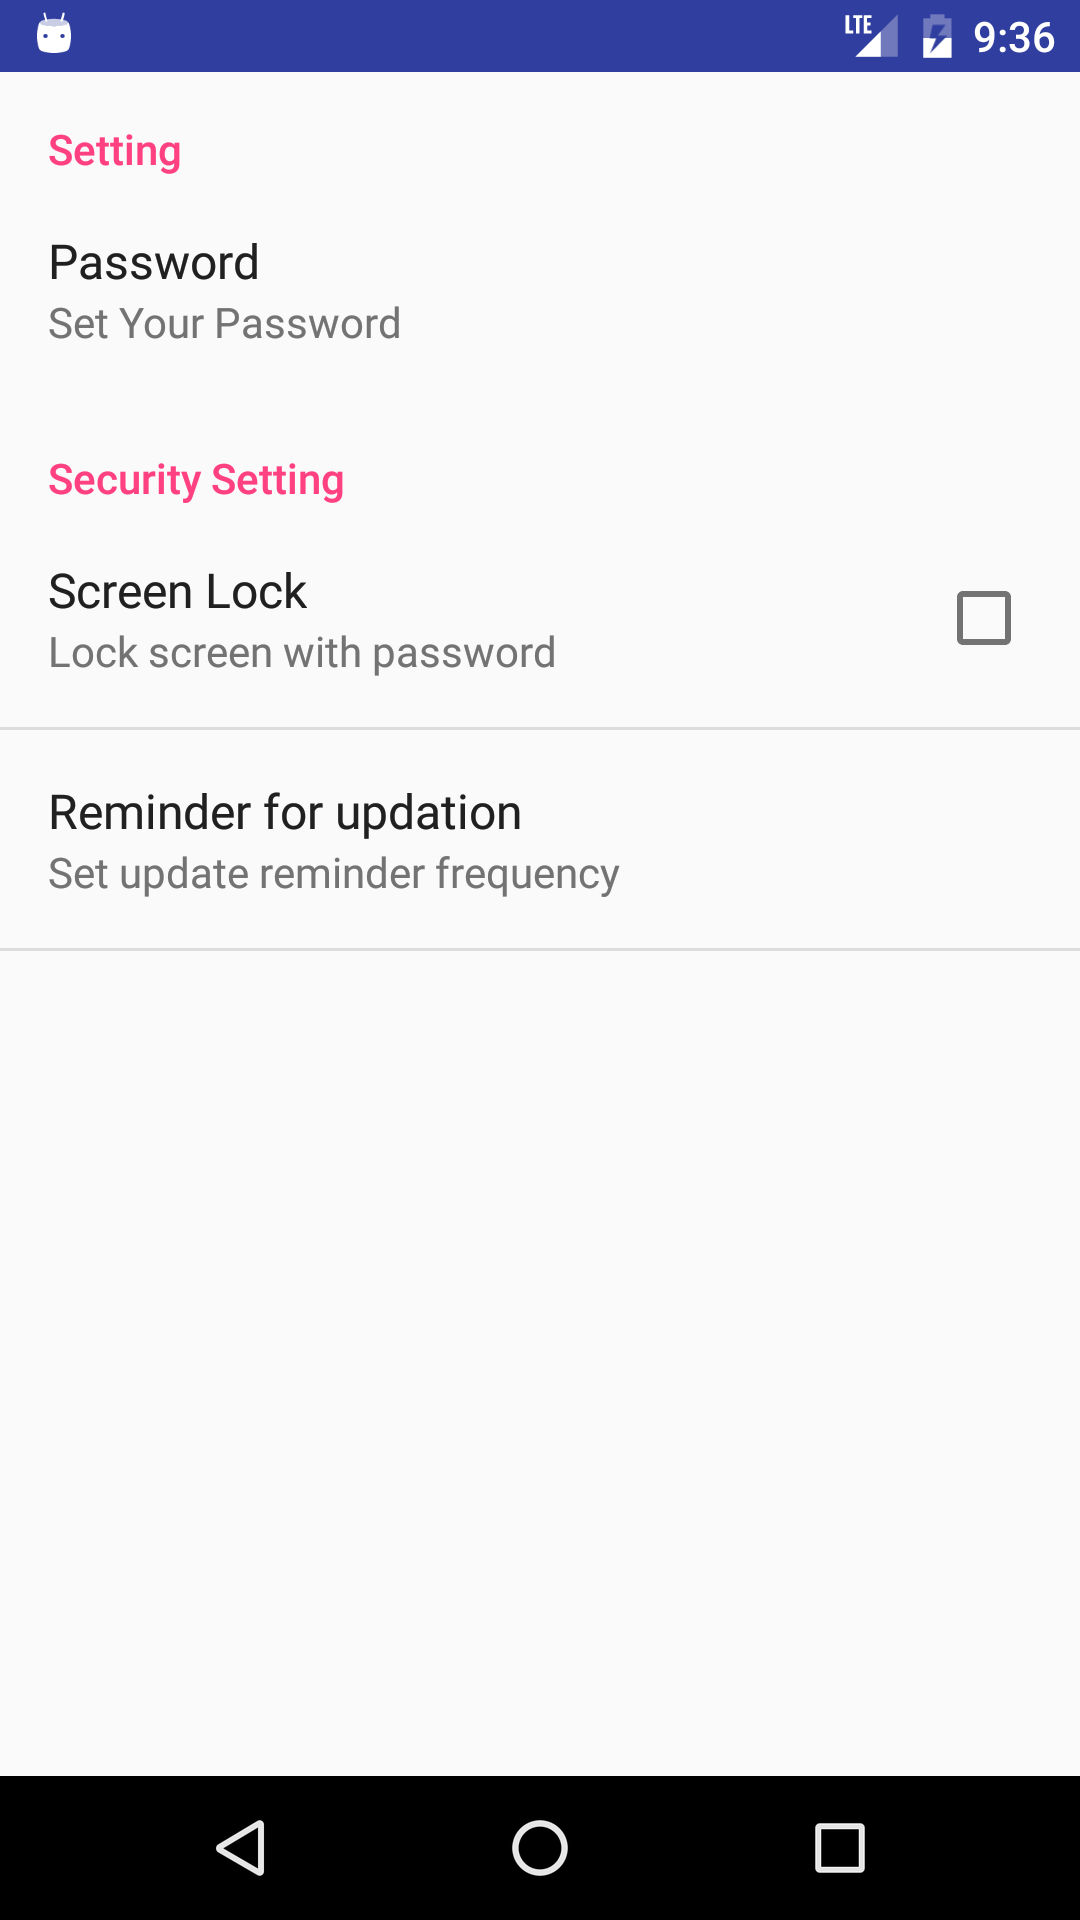 LTE 9:36
Setting
Password
Set Your Password
Security Setting
Screen Lock
Lock screen with password
Reminder for updation
Set update reminder frequency